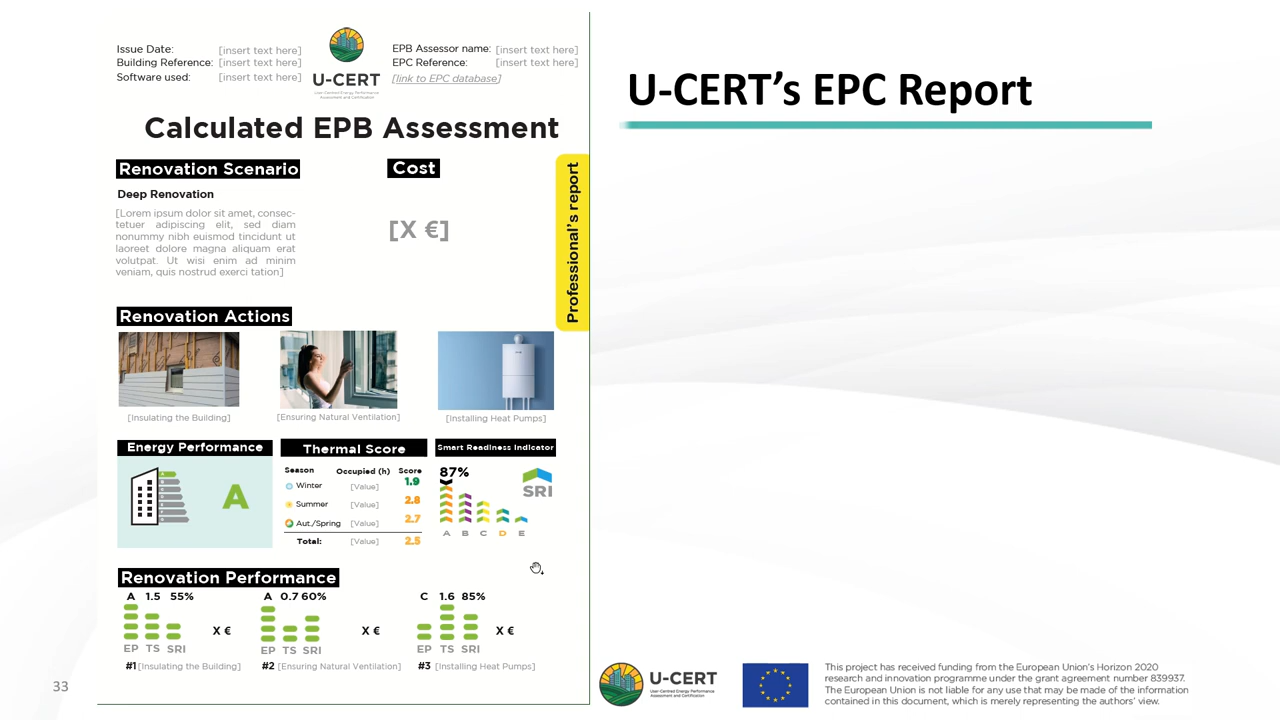 Issue Date: [insert text here]
Building Reference: [insert text here]
Software used: [insert text here]
U-CERT
User-Centred Energy Performance
Assessment and Certification
EPB Assessor name: [insert text here]
EPC Reference: [insert text here]
[link to EPC database]
Calculated EPB Assessment
Professional's report
Renovation Scenario
Deep Renovation
[Lorem ipsum dolor sit amet, consec-
tetuer adipiscing elit, sed diam
nonummy nibh euismod tincidunt ut
laoreet dolore magna aliquam erat
volutpat. Ut wisi enim ad minim
veniam, quis nostrud exerci tation]
Cost
[X €]
Renovation Actions
[Insulating the Building]
[Ensuring Natural Ventilation]
[Installing Heat Pumps]
Energy Performance
A
Thermal Score
Season Occupied (h) Score
Winter [Value] 1.9
Summer [Value] 2.8
Aut./Spring [Value] 2.7
Total: [Value] 2.5
Smart Readiness Indicator
87%
SRI
A B C D E
Renovation Performance
A 1.5 55%
X €
EP TS SRI
#1 [Insulating the Building]
A 0.7 60%
X €
EP TS SRI
#2 [Ensuring Natural Ventilation]
C 1.6 85%
X €
EP TS SRI
#3 [Installing Heat Pumps]
U-CERT's EPC Report
33
U-CERT
User-Centred Energy Performance
Assessment and Certification
This project has received funding from the European Union's Horizon 2020
research and innovation programme under the grant agreement number 839937.
The European Union is not liable for any use that may be made of the information
contained in this document, which is merely representing the authors' view.